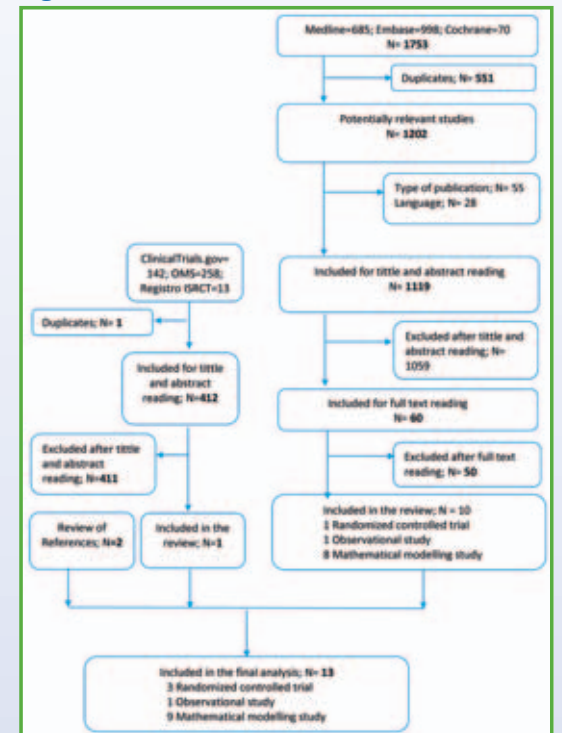 Medline=685; Embase=998; Cochrane=70
N= 1753
Duplicates; N= 551
Potentially relevant studies
N= 1202
Type of publication; N= 55
Language; N= 28
Included for tittle and abstract reading
N= 1119
Excluded after tittle and
abstract reading; N=
1059
Included for full text reading
N= 60
Excluded after full text
reading; N= 50
Included in the review; N = 10
1 Randomized controlled trial
1 Observational study
8 Mathematical modelling study
ClinicalTrials.gov=
142; OMS=258;
Registro ISRCT=13
Duplicates; N= 1
Included for tittle
and abstract
reading; N=412
Excluded after tittle
and abstract
reading; N=411
Review of
References; N=2
Included in the
review; N=1
Included in the final analysis; N= 13
3 Randomized controlled trial
1 Observational study
9 Mathematical modelling study